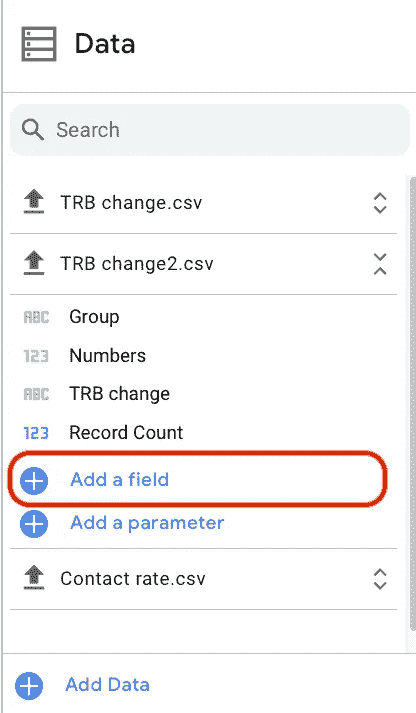 Data
Search
TRB change.csv
TRB change2.csv
ABC Group
123 Numbers
ABC TRB change
123 Record Count
Add a field
Add a parameter
Contact rate.csv
Add Data